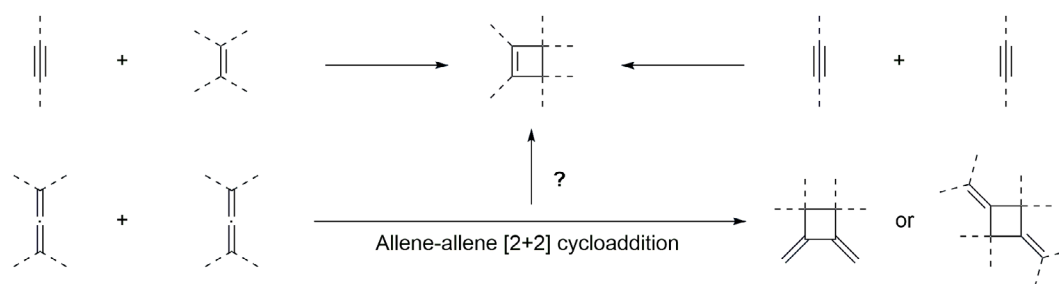 +
+
?
+
or
Allene-allene [2+2] cycloaddition